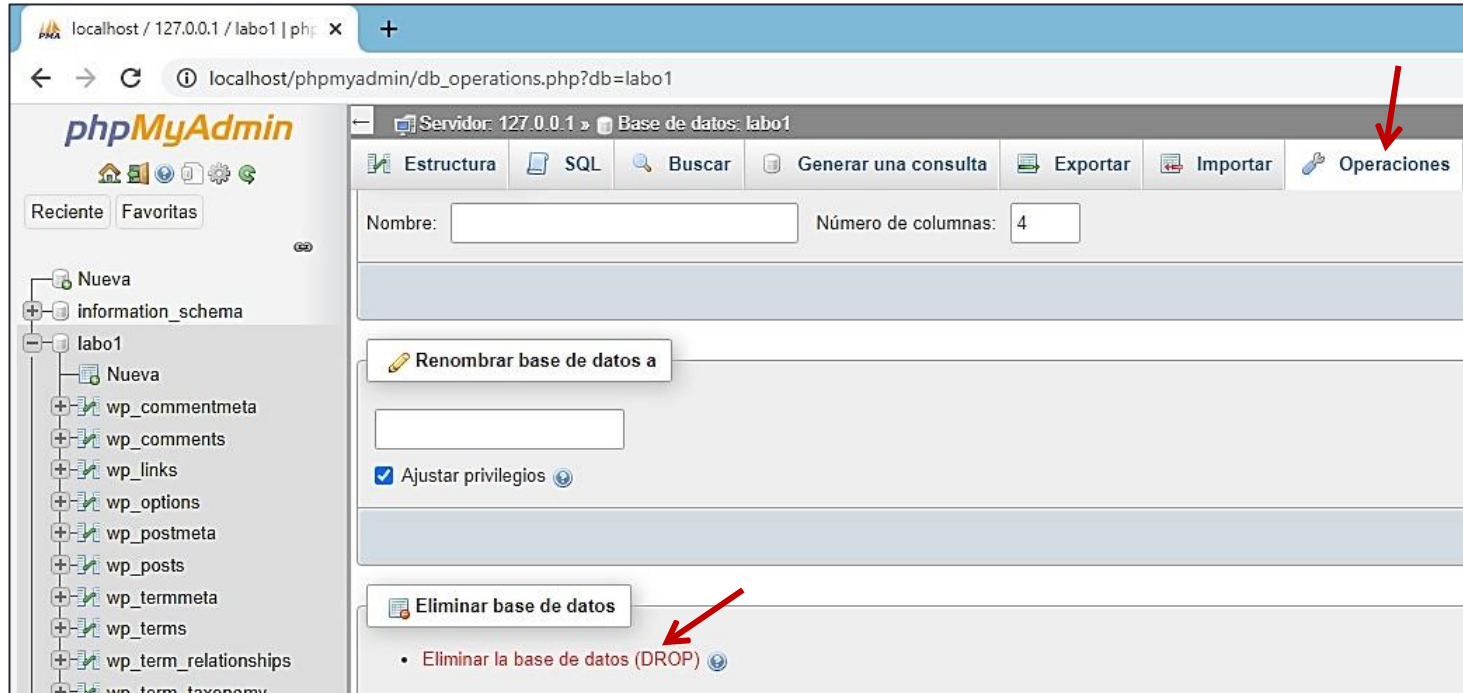 localhost / 127.0.0.1 / labo1 | php
localhost/phpmyadmin/db_operations.php?db=labo1
phpMyAdmin
Reciente Favoritas
Nueva
information_schema
labo1
Nueva
wp_commentmeta
wp_comments
wp_links
wp_options
wp_postmeta
wp_posts
wp_termmeta
wp_terms
wp_term_relationships
wp_term_taxonomy
Servidor: 127.0.0.1 » Base de datos: labo1
Estructura SQL Buscar Generar una consulta Exportar Importar Operaciones
Nombre: Número de columnas: 4
Renombrar base de datos a
Ajustar privilegios
Eliminar base de datos
• Eliminar la base de datos (DROP)